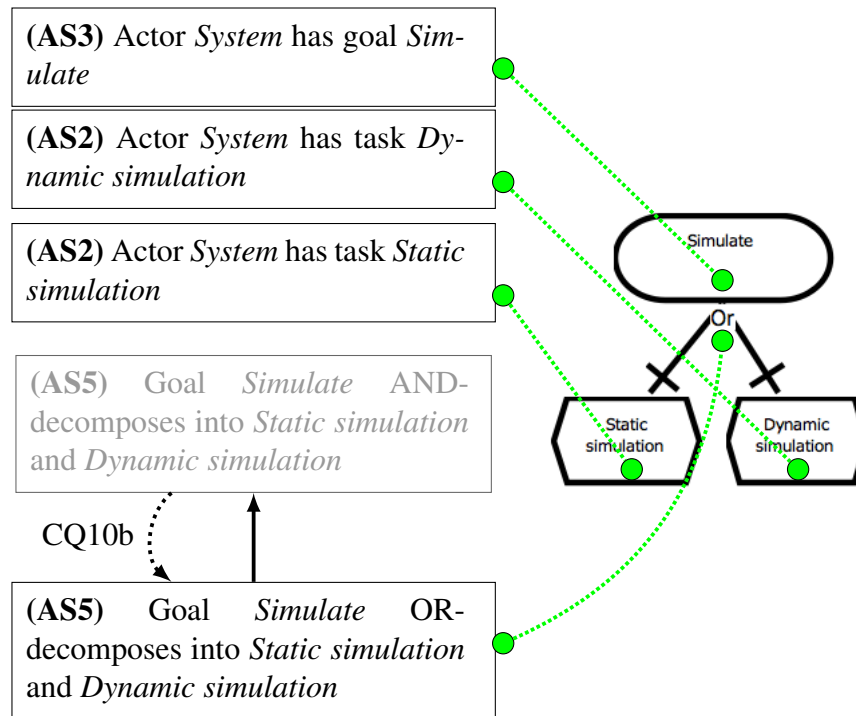 (AS3) Actor System has goal Sim-
ulate
(AS2) Actor System has task Dy-
namic simulation
(AS2) Actor System has task Static
simulation
(AS5) Goal Simulate AND-
decomposes into Static simulation
and Dynamic simulation
CQ10b
(AS5) Goal Simulate OR-
decomposes into Static simulation
and Dynamic simulation
Simulate
Or
Static
simulation
Dynamic
simulation